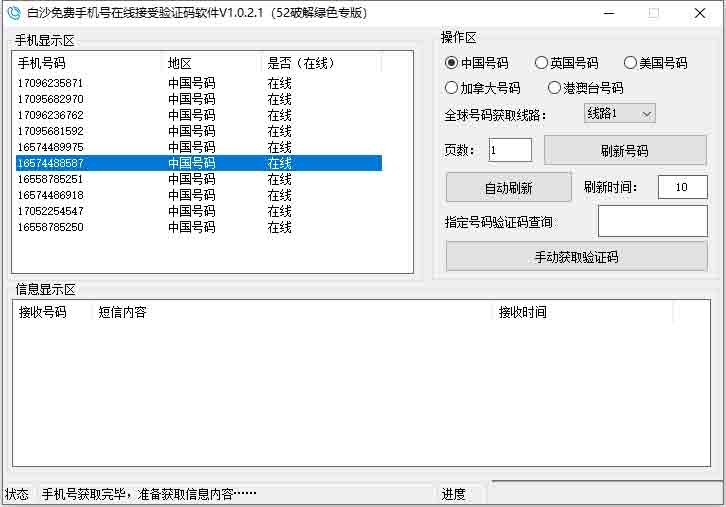 白沙免费手机号在线接受验证码软件V1.0.2.1（52破解绿色专版）
手机显示区
手机号码 地区 是否（在线）
17096235871 中国号码 在线
17095682970 中国号码 在线
17096236762 中国号码 在线
17095681592 中国号码 在线
16574489975 中国号码 在线
16574488587 中国号码 在线
16558785251 中国号码 在线
16574486918 中国号码 在线
17052254547 中国号码 在线
16558785250 中国号码 在线
操作区
中国号码 英国号码 美国号码
加拿大号码 港澳台号码
全球号码获取线路： 线路1
页数： 1 刷新号码
自动刷新 刷新时间： 10
指定号码验证码查询
手动获取验证码
信息显示区
接收号码 短信内容 接收时间
状态 手机号获取完毕，准备获取信息内容…… 进度